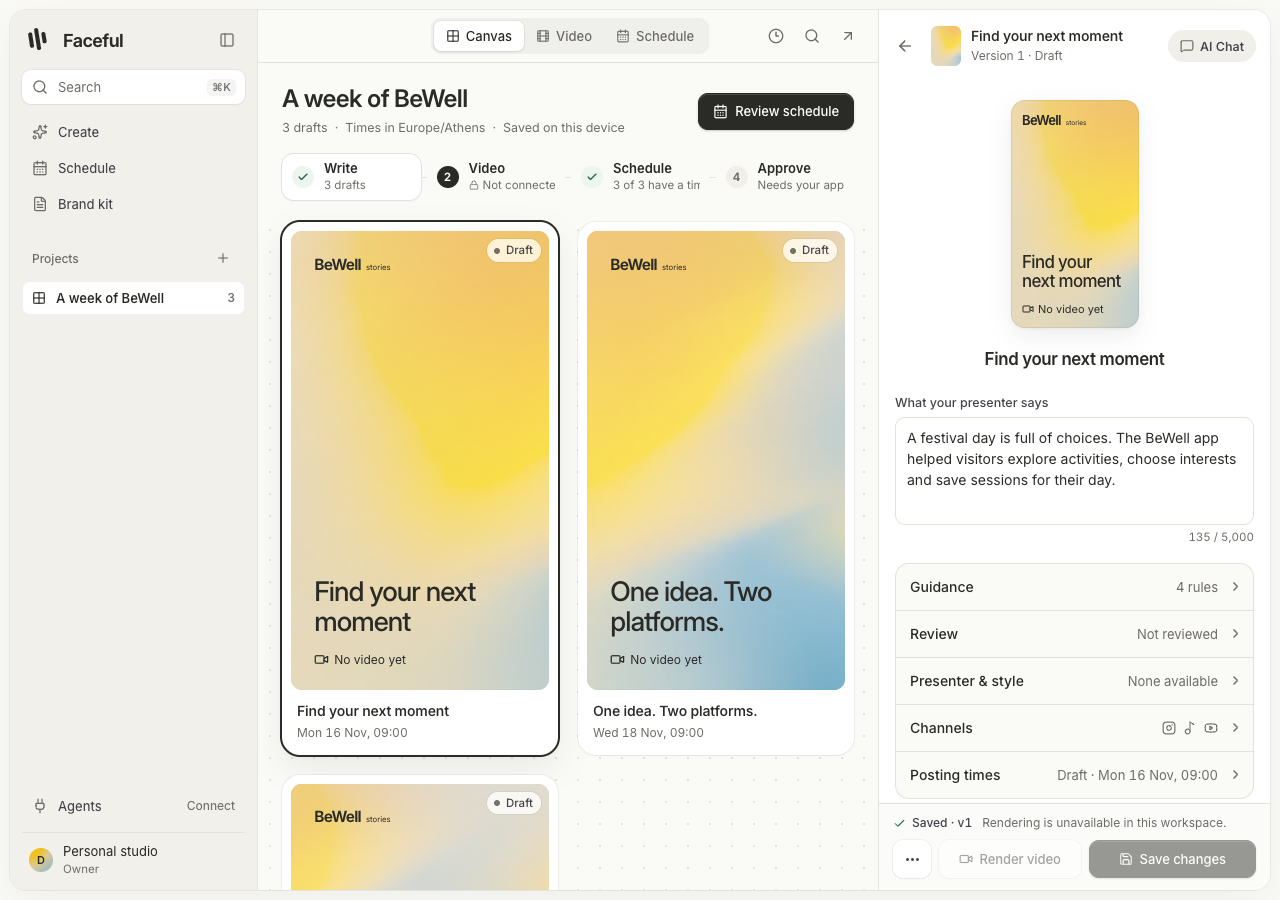 Faceful
Search ⌘K
Create
Schedule
Brand kit
Projects
A week of BeWell 3
Agents Connect
D
Personal studio
Owner
Canvas Video Schedule
A week of BeWell
3 drafts · Times in Europe/Athens · Saved on this device
Review schedule
Write
3 drafts
2
Video
Not connecte
Schedule
3 of 3 have a tim
4
Approve
Needs your app
Draft
BeWell stories
Find your next
moment
No video yet
Find your next moment
Mon 16 Nov, 09:00
Draft
BeWell stories
One idea. Two
platforms.
No video yet
One idea. Two platforms.
Wed 18 Nov, 09:00
Draft
BeWell stories
Find your next moment
Version 1 · Draft
AI Chat
BeWell stories
Find your
next moment
No video yet
Find your next moment
What your presenter says
A festival day is full of choices. The BeWell app
helped visitors explore activities, choose interests
and save sessions for their day.
135 / 5,000
Guidance 4 rules
Review Not reviewed
Presenter & style None available
Channels
Posting times Draft · Mon 16 Nov, 09:00
Saved · v1 Rendering is unavailable in this workspace.
Render video
Save changes